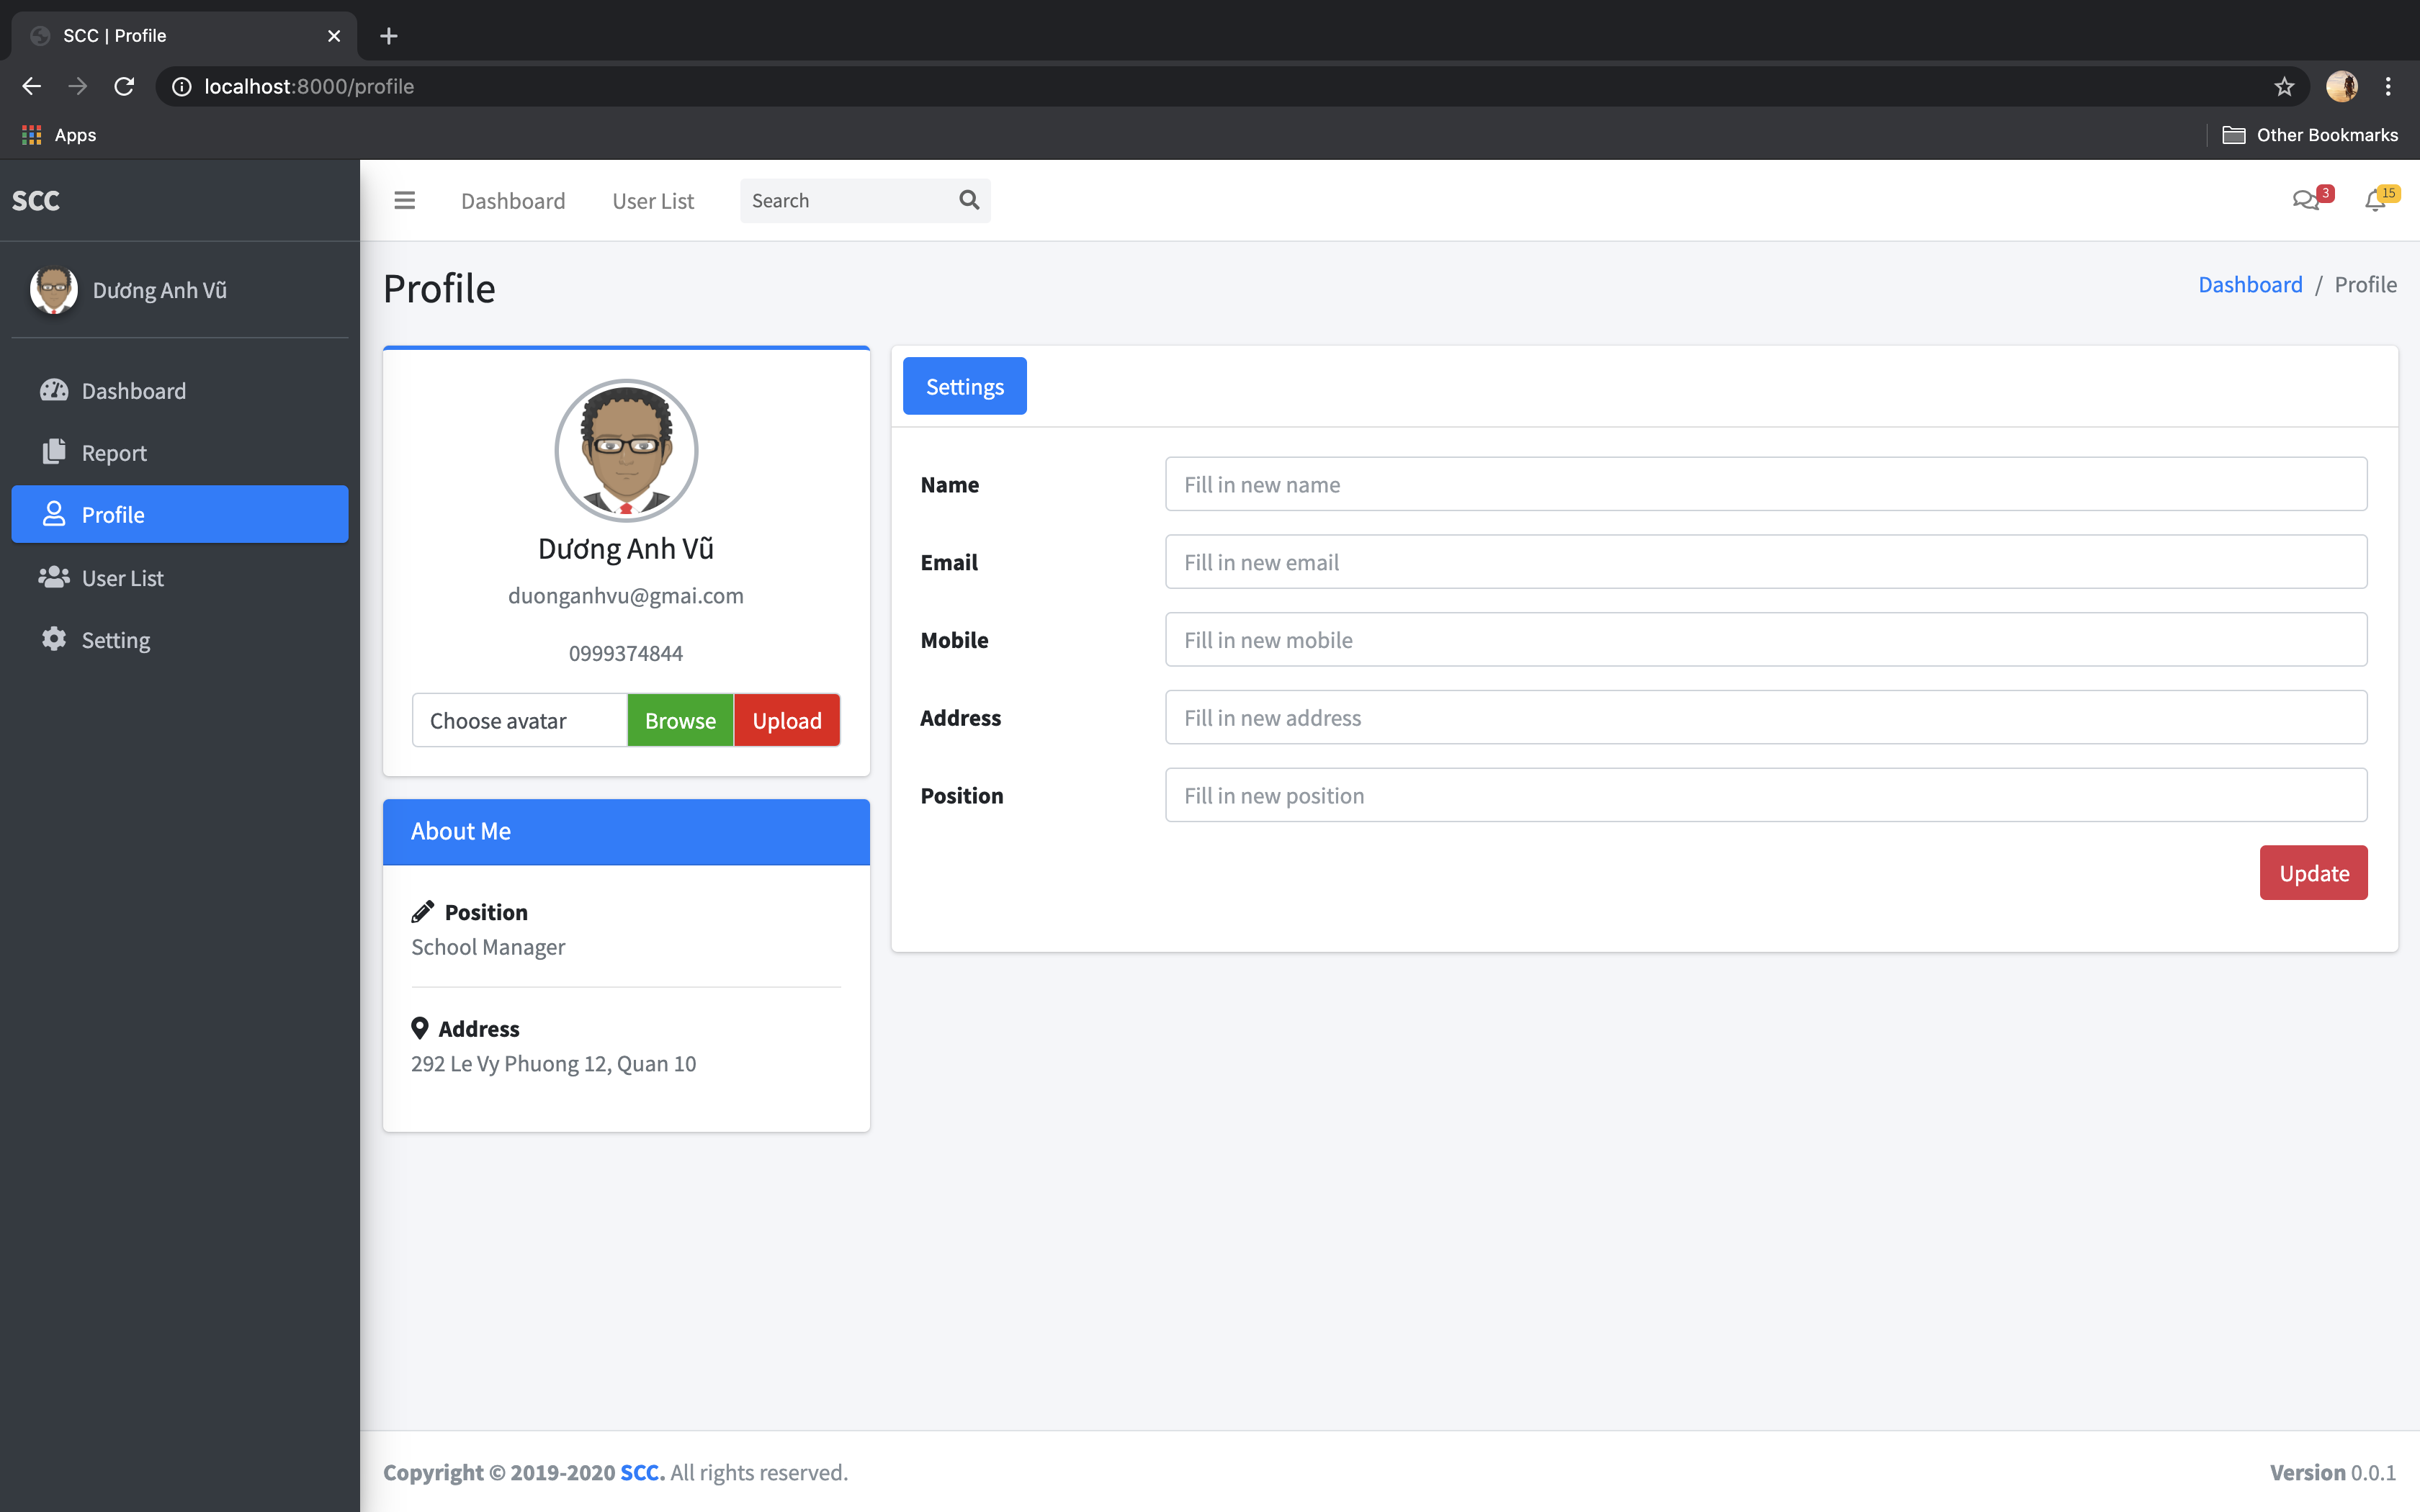 SCC | Profile
localhost:8000/profile
Apps
Other Bookmarks
SCC
Dashboard
User List
Search
3
15
Dương Anh Vũ
Dashboard
Report
Profile
User List
Setting
Profile
Dashboard / Profile
Dương Anh Vũ
duonganhvu@gmai.com
0999374844
Choose avatar
Browse
Upload
About Me
Position
School Manager
Address
292 Le Vy Phuong 12, Quan 10
Settings
Name
Fill in new name
Email
Fill in new email
Mobile
Fill in new mobile
Address
Fill in new address
Position
Fill in new position
Update
Copyright © 2019-2020 SCC. All rights reserved.
Version 0.0.1